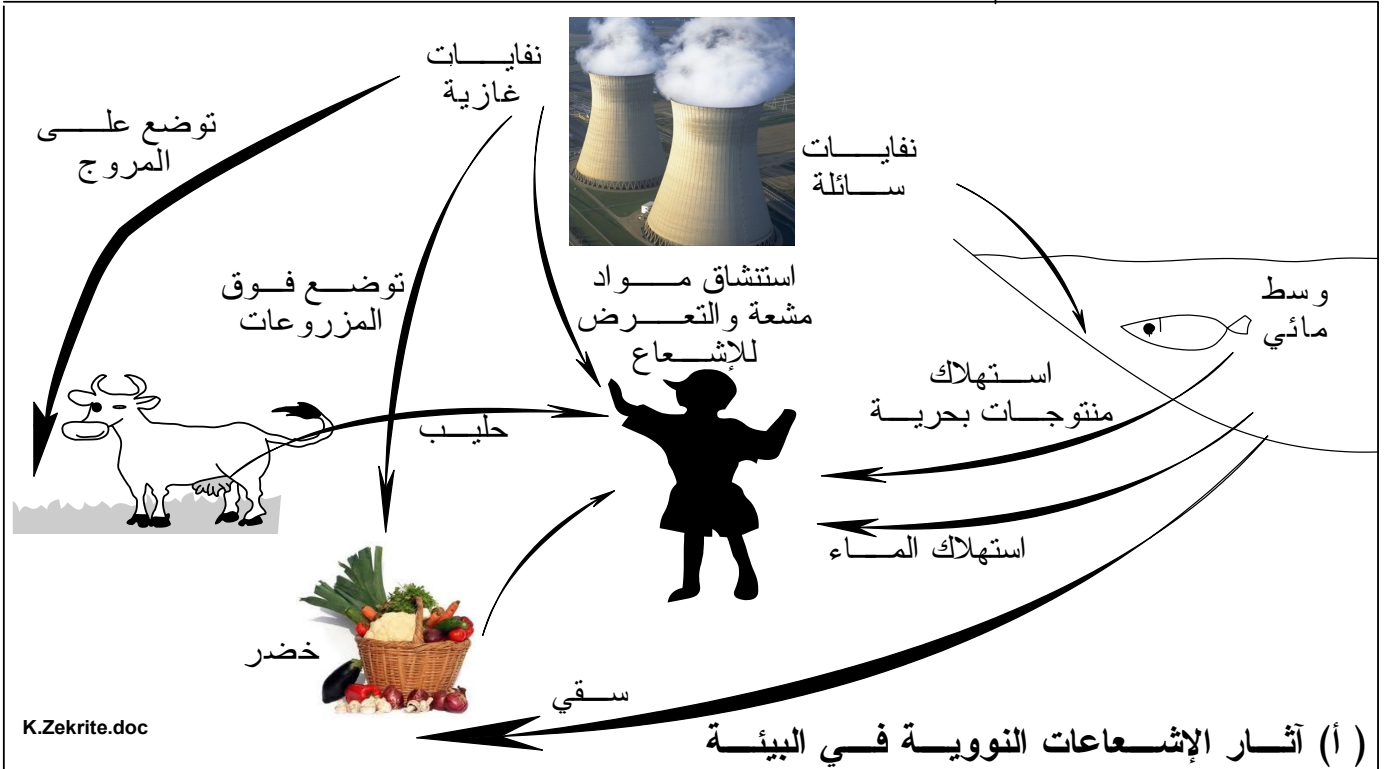 نفايات
غازية
توضع على
المروج
نفايات
سائلة
توضع فوق
المزروعات
استنشاق مواد
مشعة والتعرض
للإشعاع
وسط
مائي
استهلاك
منتوجات بحرية
حليب
استهلاك الماء
خضر
سقي
K.Zekrite.doc
( أ) آثار الإشعاعات النووية في البيئة